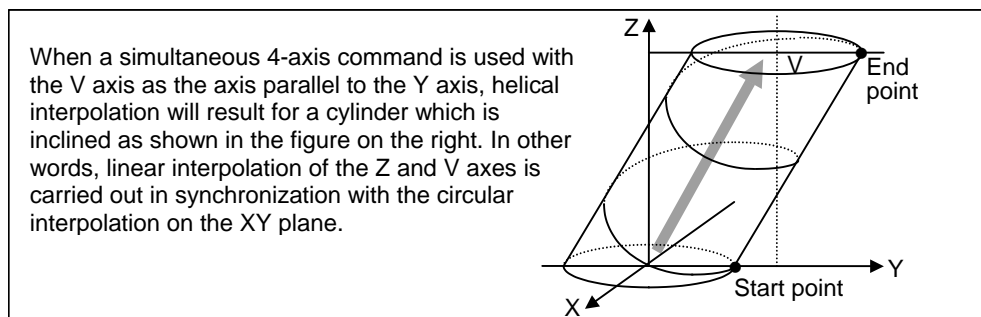 When a simultaneous 4-axis command is used with
the V axis as the axis parallel to the Y axis, helical
interpolation will result for a cylinder which is
inclined as shown in the figure on the right. In other
words, linear interpolation of the Z and V axes is
carried out in synchronization with the circular
interpolation on the XY plane.
Z
V
End
point
Y
Start point
X